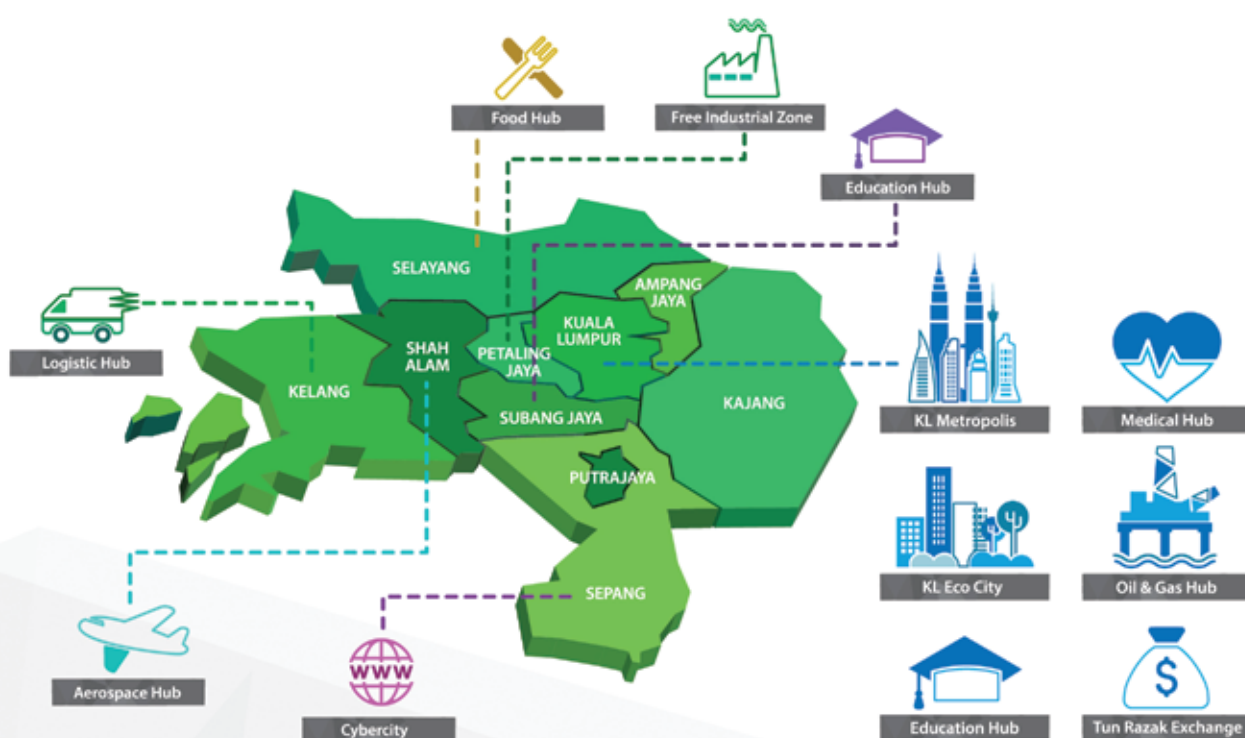 Food Hub
Free Industrial Zone
Education Hub
SELAYANG
AMPANG
JAYA
KUALA
LUMPUR
Logistic Hub
SHAH
ALAM
PETALING
JAYA
KELANG
KAJANG
SUBANG JAYA
KL Metropolis
Medical Hub
PUTRAJAYA
KL Eco City
Oil & Gas Hub
SEPANG
Aerospace Hub
WWW
Cybercity
$
Education Hub
Tun Razak Exchange